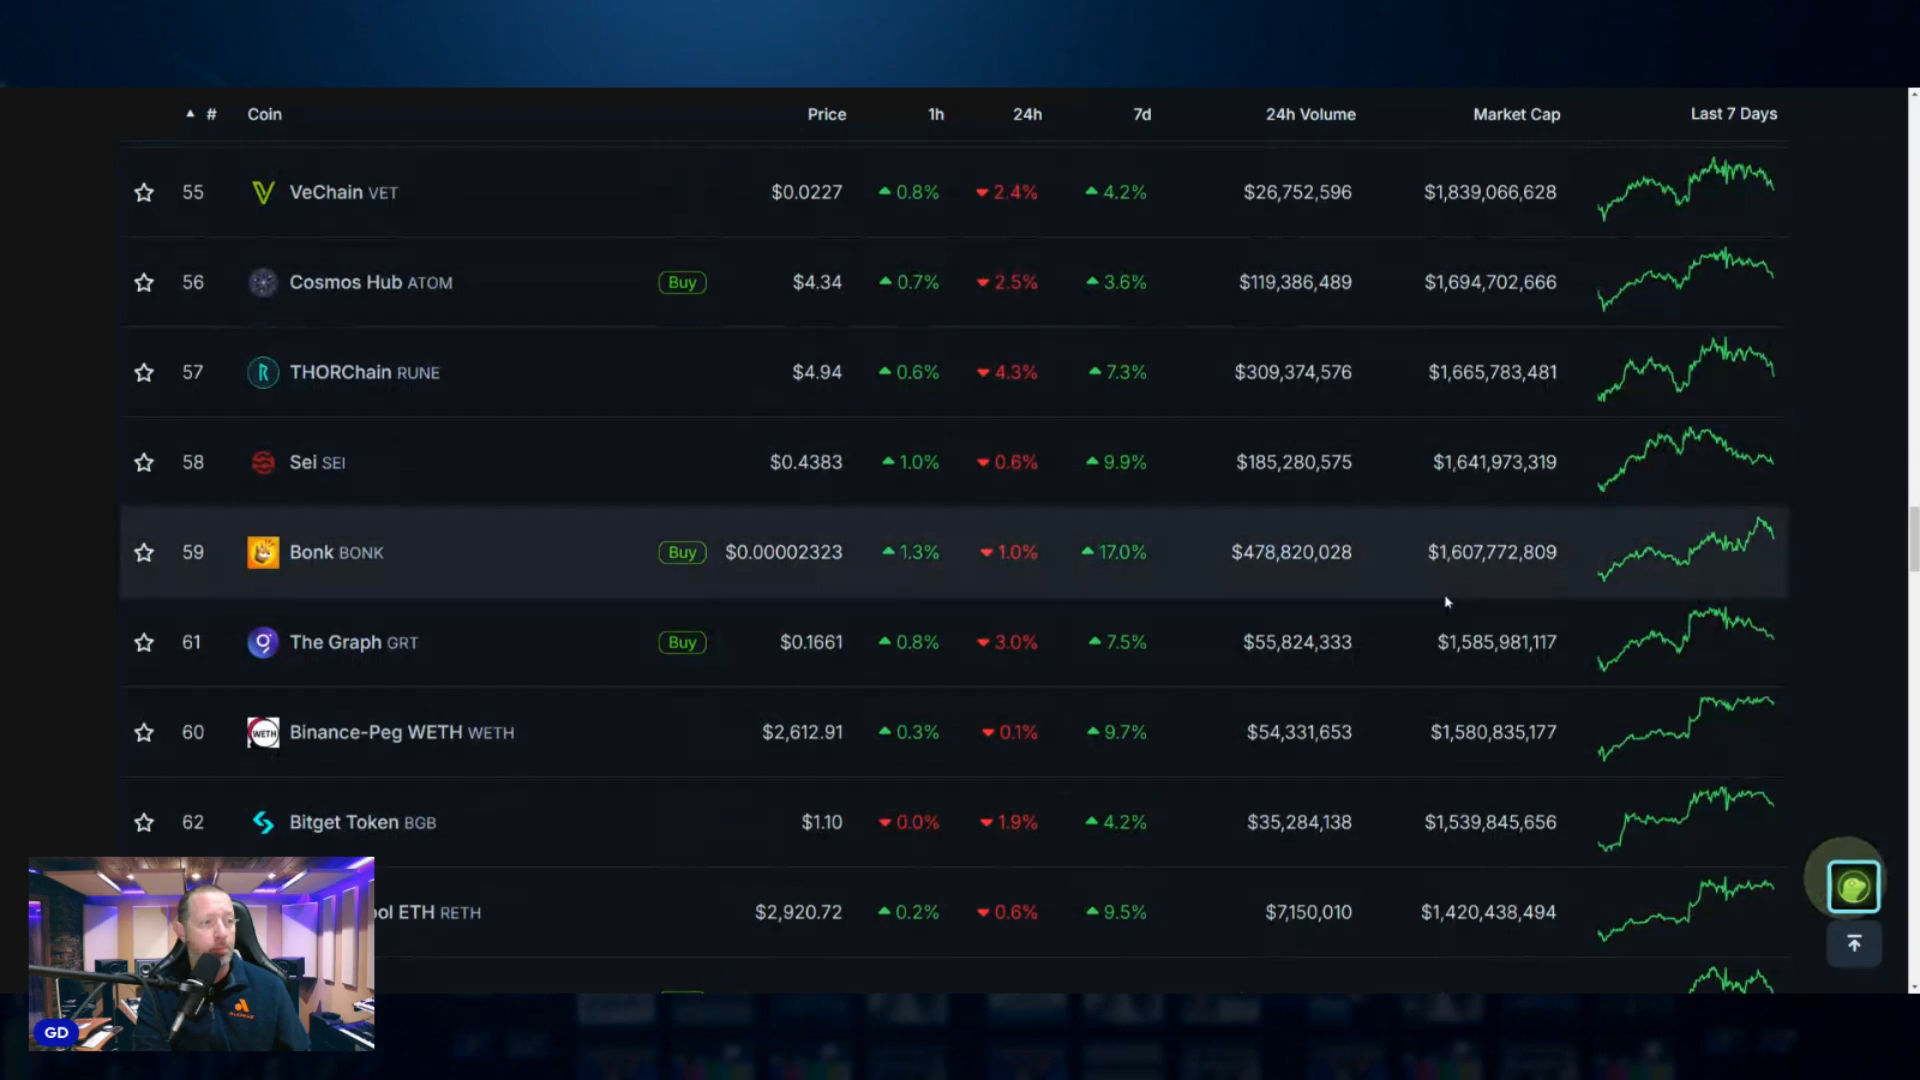 ▲ # Coin Price 1h 24h 7d 24h Volume Market Cap Last 7 Days
55 VeChain VET $0.0227 ▲ 0.8% ▼ 2.4% ▲ 4.2% $26,752,596 $1,839,066,628
56 Cosmos Hub ATOM Buy $4.34 ▲ 0.7% ▼ 2.5% ▲ 3.6% $119,386,489 $1,694,702,666
57 THORChain RUNE $4.94 ▲ 0.6% ▼ 4.3% ▲ 7.3% $309,374,576 $1,665,783,481
58 Sei SEI $0.4383 ▲ 1.0% ▼ 0.6% ▲ 9.9% $185,280,575 $1,641,973,319
59 Bonk BONK Buy $0.00002323 ▲ 1.3% ▼ 1.0% ▲ 17.0% $478,820,028 $1,607,772,809
61 The Graph GRT Buy $0.1661 ▲ 0.8% ▼ 3.0% ▲ 7.5% $55,824,333 $1,585,981,117
60 WETH Binance-Peg WETH WETH $2,612.91 ▲ 0.3% ▼ 0.1% ▲ 9.7% $54,331,653 $1,580,835,177
62 Bitget Token BGB $1.10 ▼ 0.0% ▼ 1.9% ▲ 4.2% $35,284,138 $1,539,845,656
ol ETH RETH $2,920.72 ▲ 0.2% ▼ 0.6% ▲ 9.5% $7,150,010 $1,420,438,494
GD